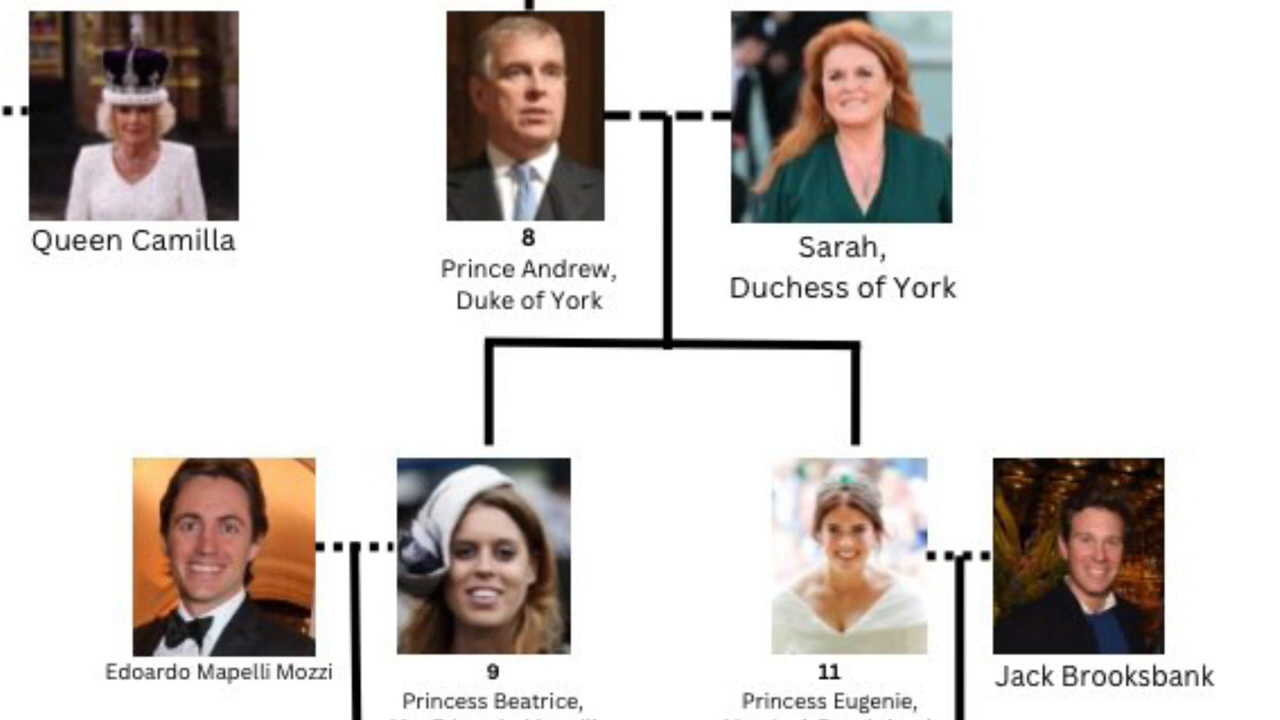 Queen Camilla
8
Prince Andrew,
Duke of York
Sarah,
Duchess of York
Edoardo Mapelli Mozzi
9
Princess Beatrice,
11
Princess Eugenie,
Jack Brooksbank